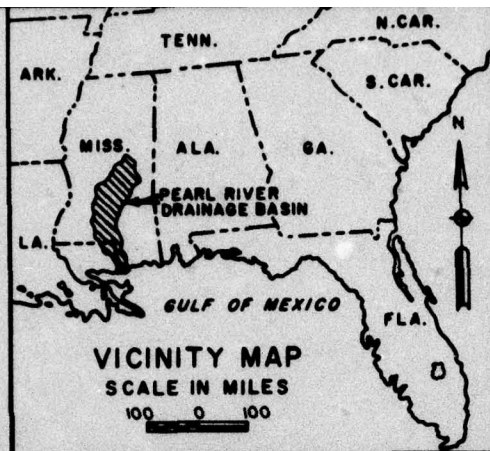 N. CAR.
TENN.
ARK.
S. CAR.
N
MISS.
ALA.
GA.
PEARL RIVER
DRAINAGE BASIN
LA.
GULF OF MEXICO
FLA.
VICINITY MAP
SCALE IN MILES
100 0 100